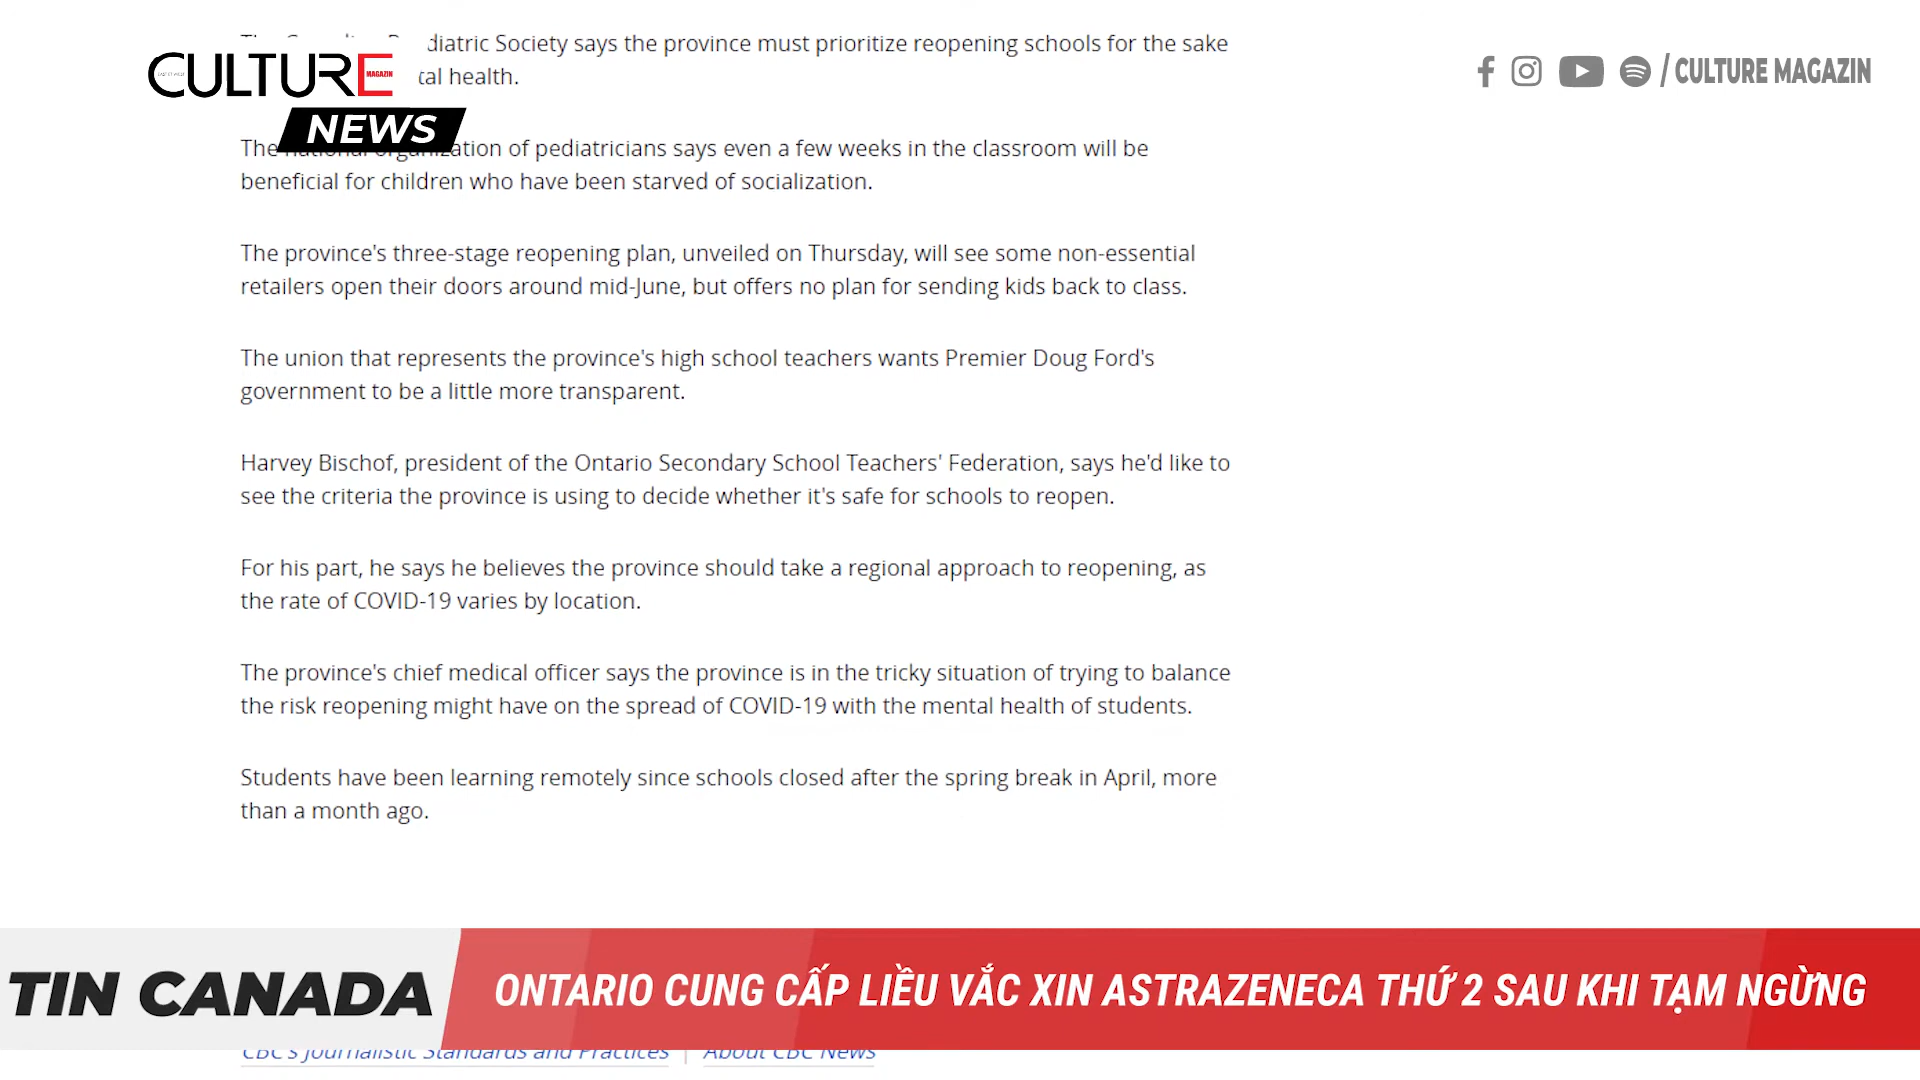 diatric Society says the province must prioritize reopening schools for the sake
tal health.
CULTURE
MAGAZIN
NEWS
/ CULTURE MAGAZIN
The national organization of pediatricians says even a few weeks in the classroom will be
beneficial for children who have been starved of socialization.
The province's three-stage reopening plan, unveiled on Thursday, will see some non-essential
retailers open their doors around mid-June, but offers no plan for sending kids back to class.
The union that represents the province's high school teachers wants Premier Doug Ford's
government to be a little more transparent.
Harvey Bischof, president of the Ontario Secondary School Teachers' Federation, says he'd like to
see the criteria the province is using to decide whether it's safe for schools to reopen.
For his part, he says he believes the province should take a regional approach to reopening, as
the rate of COVID-19 varies by location.
The province's chief medical officer says the province is in the tricky situation of trying to balance
the risk reopening might have on the spread of COVID-19 with the mental health of students.
Students have been learning remotely since schools closed after the spring break in April, more
than a month ago.
TIN CANADA
ONTARIO CUNG CẤP LIỀU VẮC XIN ASTRAZENECA THỨ 2 SAU KHI TẠM NGỪNG
CBC's Journalistic Standards and Practices | About CBC News